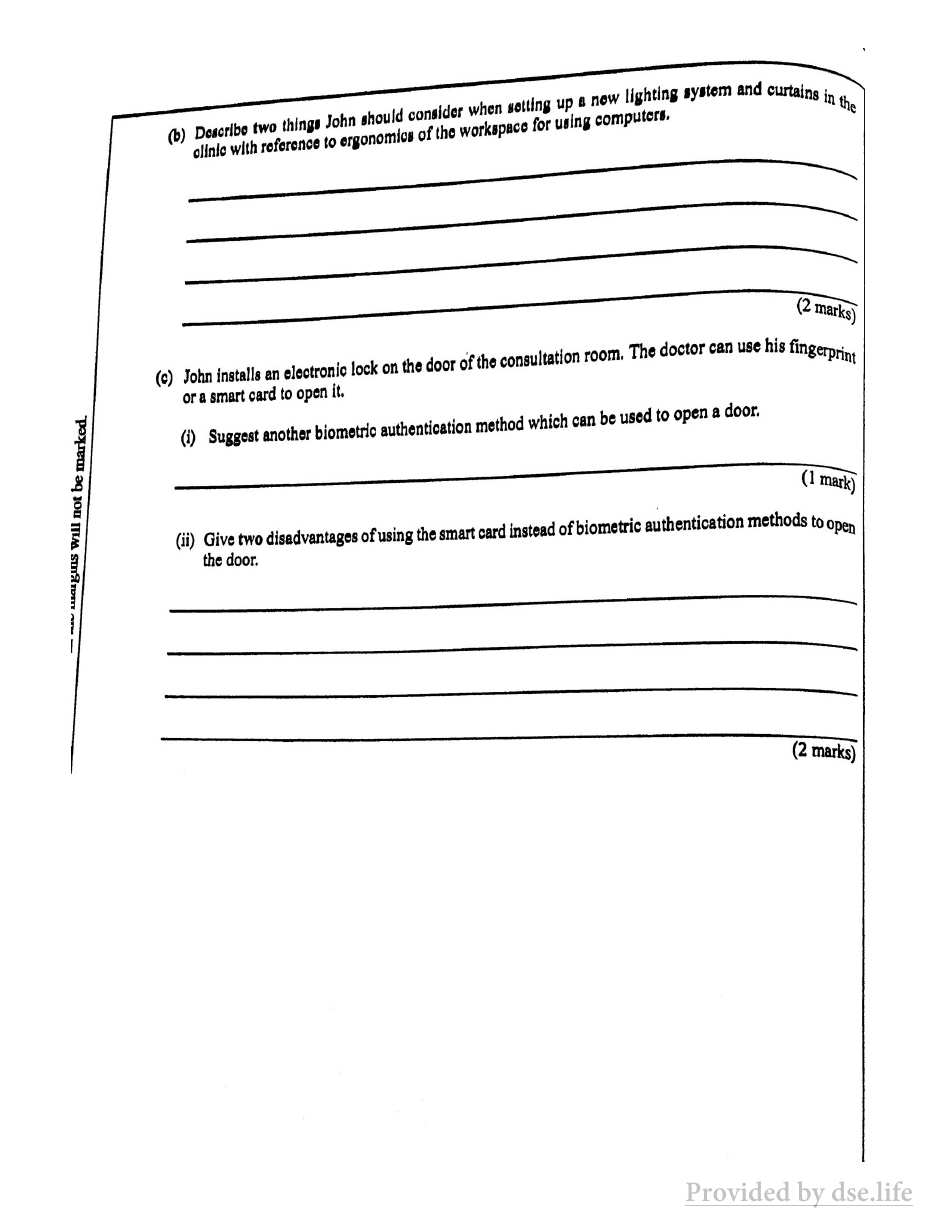 (b) Describe two things John should consider when setting up a new lighting system and curtains in the
clinic with reference to ergonomics of the workspace for using computers.
(2 marks)
(c) John installs an electronic lock on the door of the consultation room. The doctor can use his fingerprint
or a smart card to open it.
(i) Suggest another biometric authentication method which can be used to open a door.
(1 mark)
(ii) Give two disadvantages of using the smart card instead of biometric authentication methods to open
the door.
(2 marks)
margins will not be marked.
Provided by dse.life